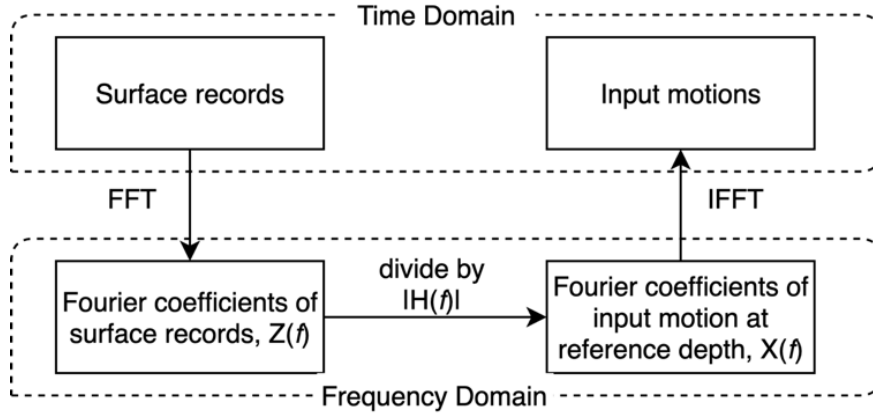 Time Domain
Surface records
Input motions
FFT
IFFT
divide by
|H(f)|
Fourier coefficients of
surface records, Z(f)
Fourier coefficients of
input motion at
reference depth, X(f)
Frequency Domain